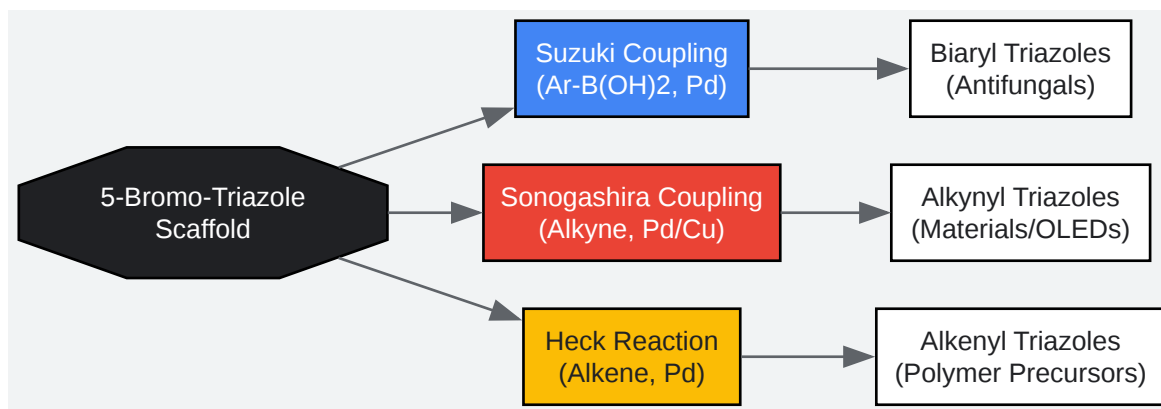 5-Bromo-Triazole
Scaffold
Suzuki Coupling
(Ar-B(OH)2, Pd)
Biaryl Triazoles
(Antifungals)
Sonogashira Coupling
(Alkyne, Pd/Cu)
Alkynyl Triazoles
(Materials/OLEDs)
Heck Reaction
(Alkene, Pd)
Alkenyl Triazoles
(Polymer Precursors)